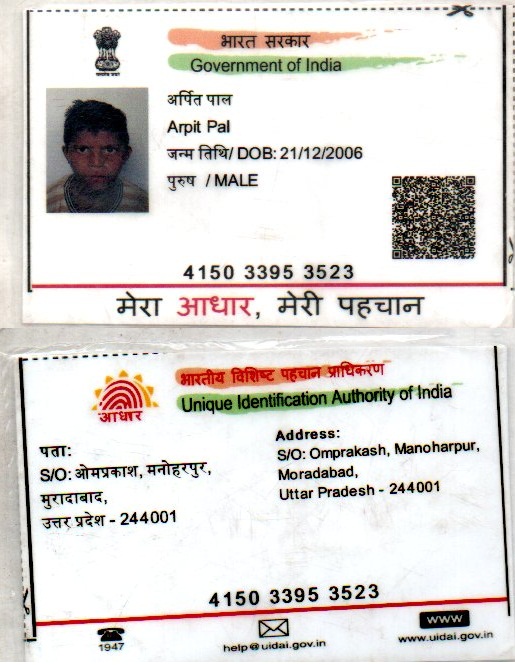 भारत सरकार
Government of India
अर्पित पाल
Arpit Pal
जन्म तिथि/ DOB: 21/12/2006
पुरुष / MALE
4150 3395 3523
मेरा आधार, मेरी पहचान
भारतीय विशिष्ट पहचान प्राधिकरण
Unique Identification Authority of India
आधार
पता:
S/O: ओमप्रकाश, मनोहरपुर,
मुरादाबाद,
उत्तर प्रदेश - 244001
Address:
S/O: Omprakash, Manoharpur,
Moradabad,
Uttar Pradesh - 244001
4150 3395 3523
1947
help@uidai.gov.in
WWW
www.uidai.gov.in